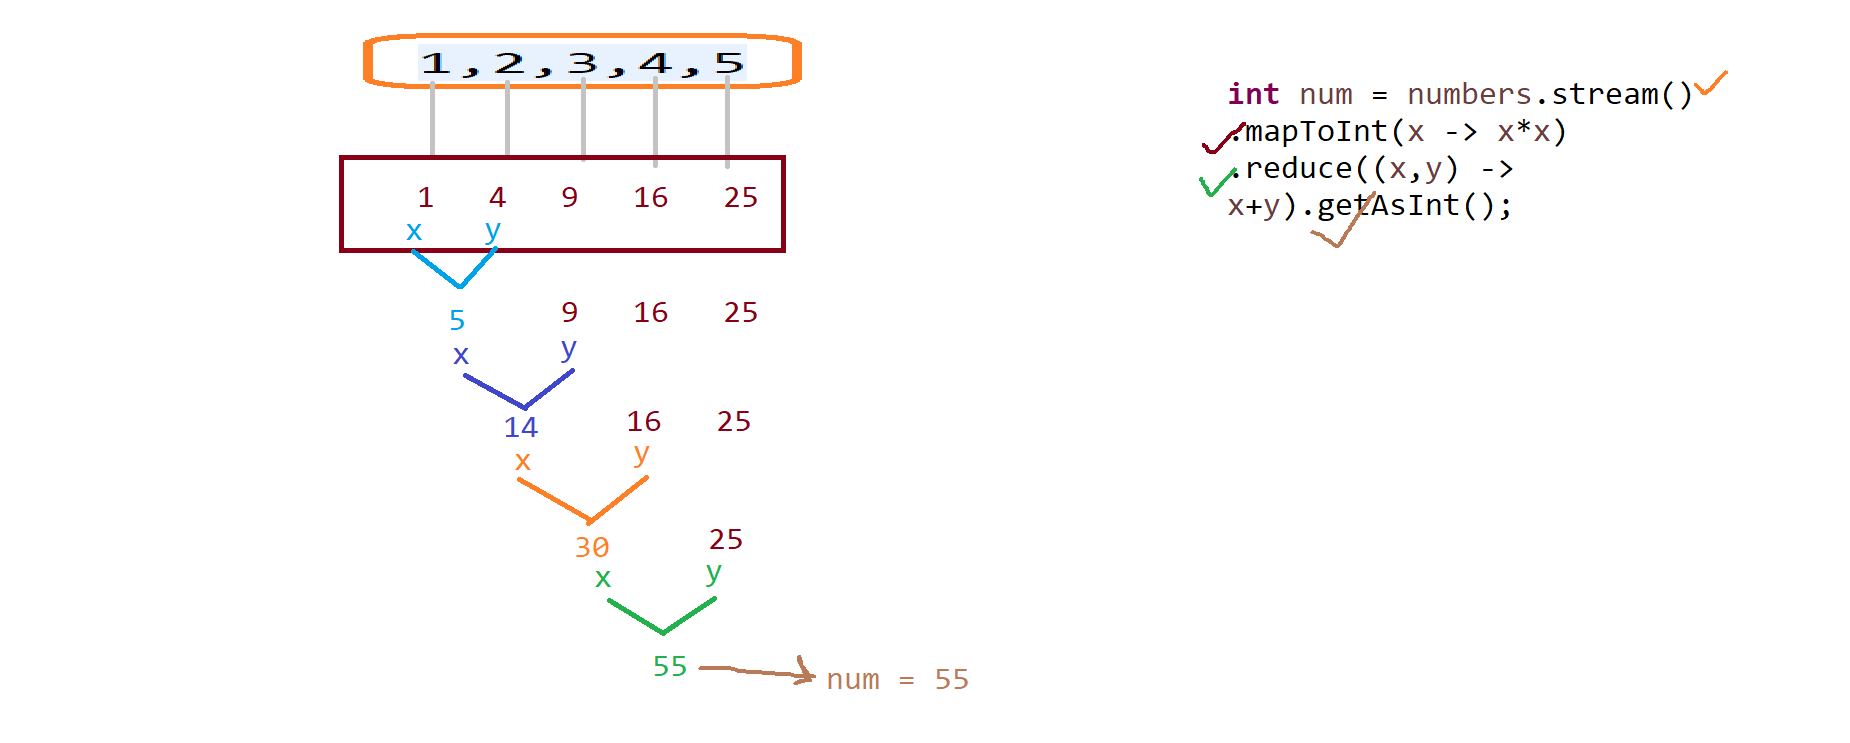 1,2,3,4,5
1 4 9 16 25
x y
5 9 16 25
x y
14 16 25
x y
30 25
x y
55
num = 55
int num = numbers.stream()
.mapToInt(x -> x*x)
.reduce((x,y) ->
x+y).getAsInt();